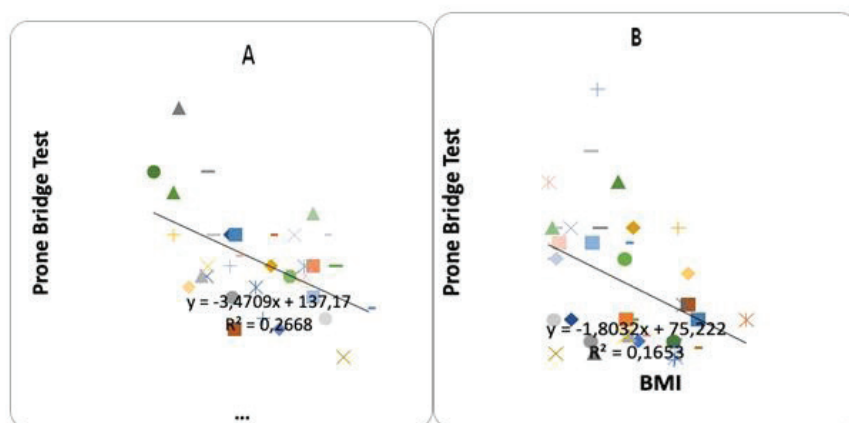 A
Prone Bridge Test
y = -3,4709x + 137,17
R² = 0,2668
...
B
Prone Bridge Test
y = -1,8032x + 75,222
R² = 0,1653
BMI